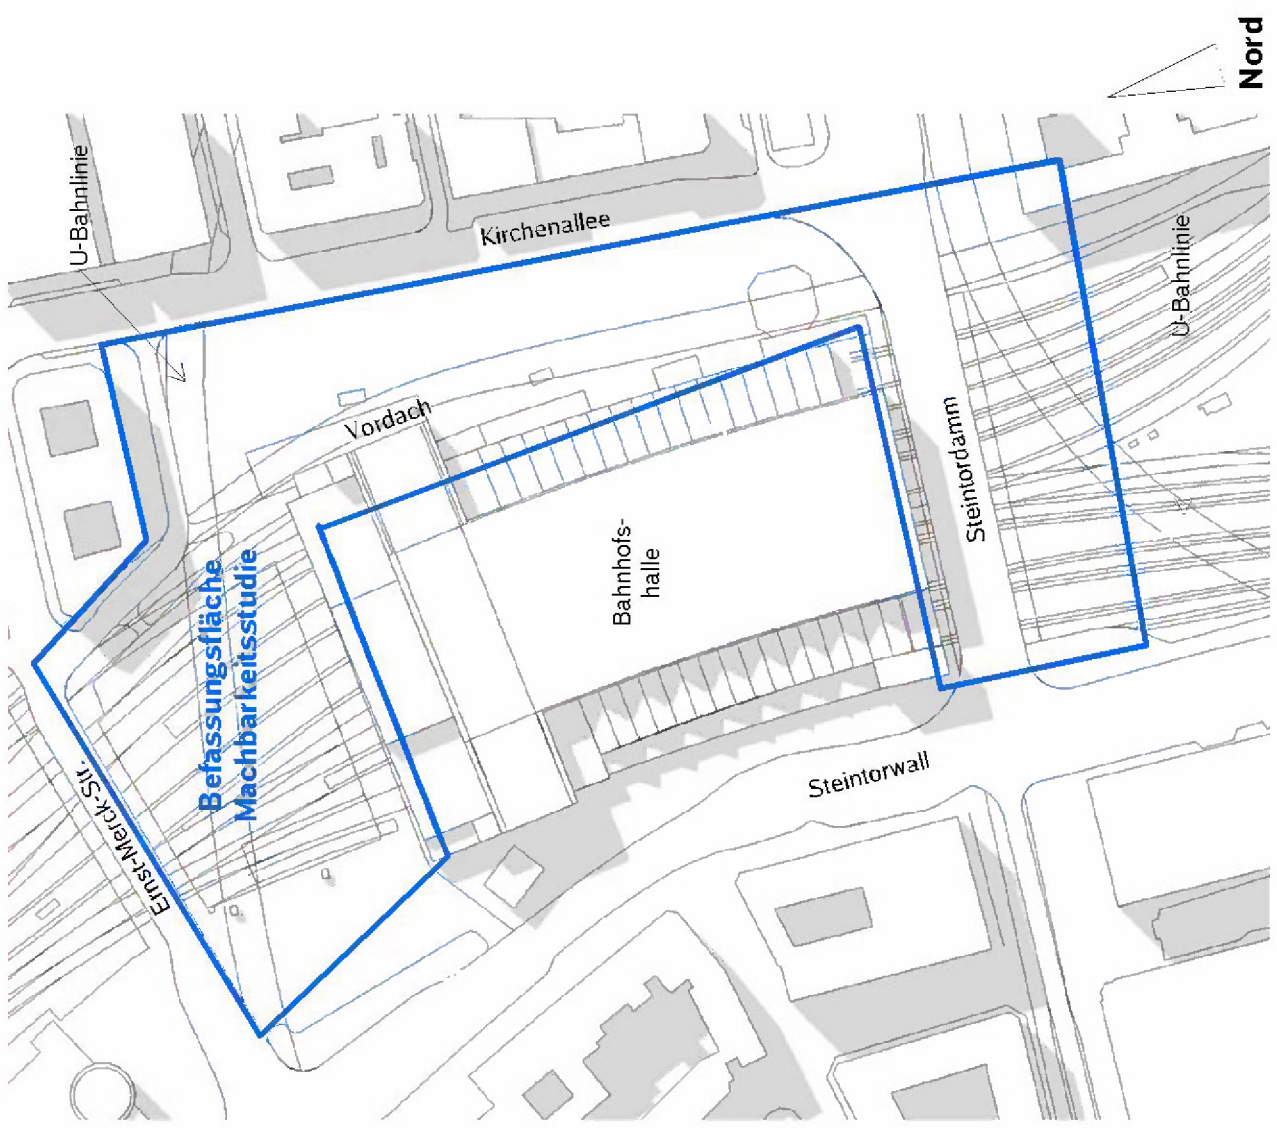 Nord
U-Bahnlinie
Kirchenallee
U-Bahnlinie
Vordach
Steintordamm
Bahnhofs-
halle
Befassungsfläche
Machbarkeitsstudie
Ernst-Merck-Str.
Steintorwall